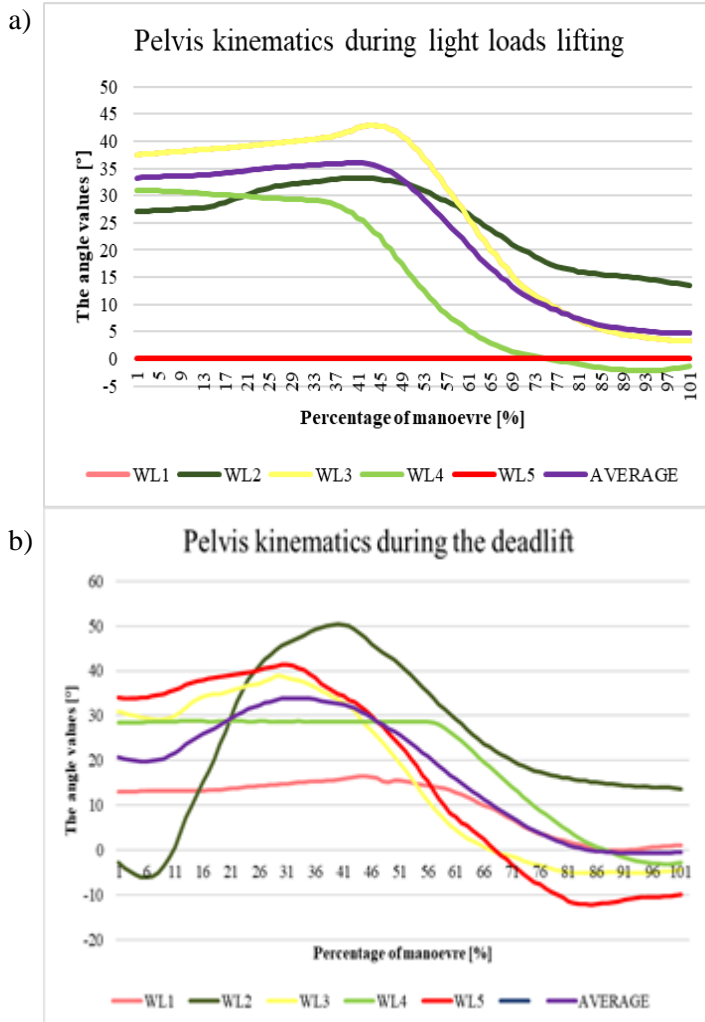 a)
Pelvis kinematics during light loads lifting
The angle values [°]
50
45
40
35
30
25
20
15
10
5
0
-5
1 5 9 13 17 21 25 29 33 37 41 45 49 53 57 61 65 69 73 77 81 85 89 93 97 101
Percentage of manoevre [%]
WL1 WL2 WL3 WL4 WL5 AVERAGE
b)
Pelvis kinematics during the deadlift
The angle values [°]
60
50
40
30
20
10
0
-10
-20
1 6 11 16 21 26 31 36 41 46 51 56 61 66 71 76 81 86 91 96 101
Percentage of manoevre [%]
WL1 WL2 WL3 WL4 WL5 AVERAGE